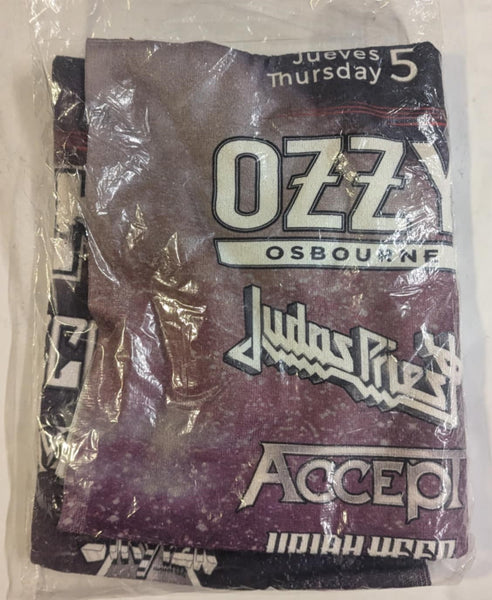 Jueves
Thursday 5
OZZY
OSBOURNE
Judas Priest
ACCEPT
URIAH HEEP